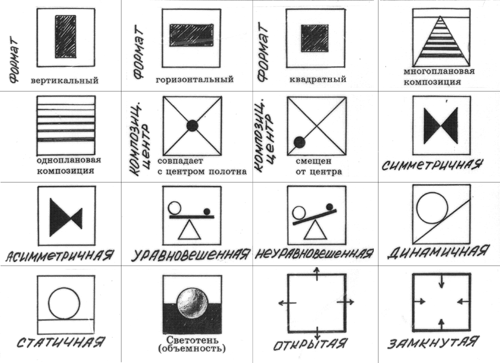 ФОРМАТ
вертикальный
ФОРМАТ
горизонтальный
ФОРМАТ
квадратный
многоплановая
композиция
одноплановая
композиция
КОМПОЗИЦ.
ЦЕНТР
совпадает
с центром полотна
КОМПОЗИЦ.
ЦЕНТР
смещен
от центра
СИММЕТРИЧНАЯ
АСИММЕТРИЧНАЯ
УРАВНОВЕШЕННАЯ
НЕУРАВНОВЕШЕННАЯ
ДИНАМИЧНАЯ
СТАТИЧНАЯ
Светотень
(объемность)
ОТКРЫТАЯ
ЗАМКНУТАЯ